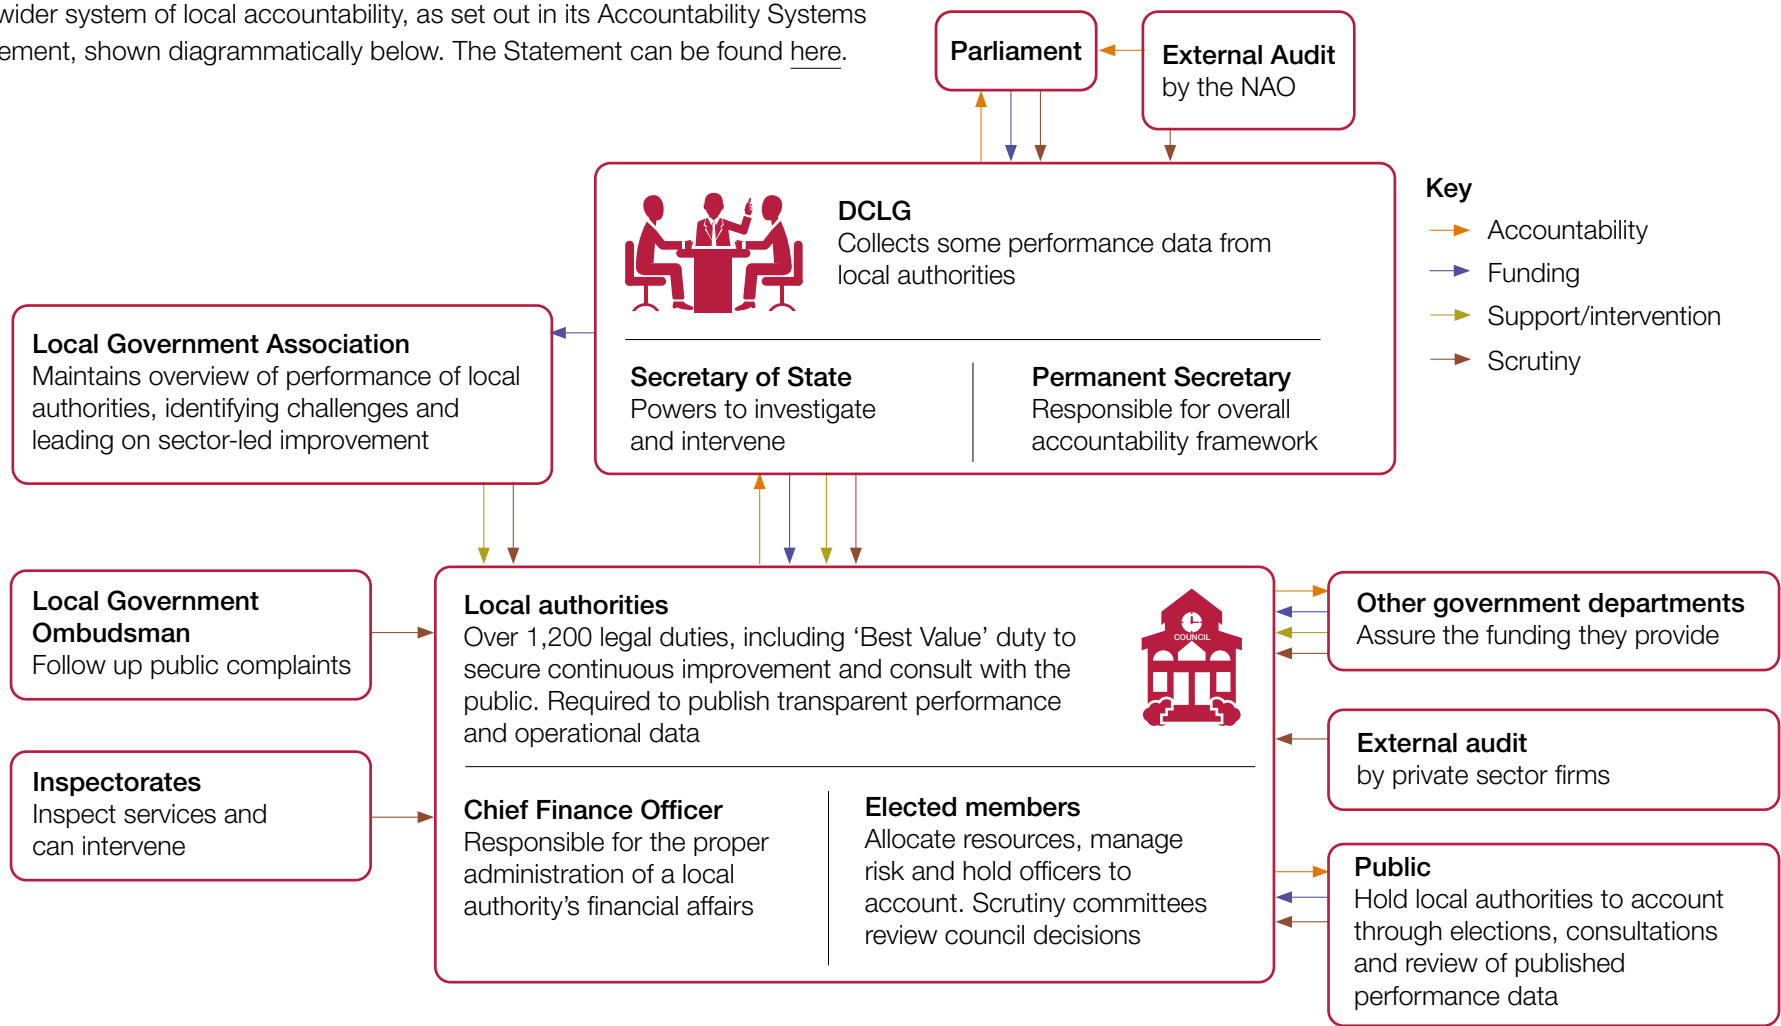 wider system of local accountability, as set out in its Accountability Systems
ement, shown diagrammatically below. The Statement can be found here.
Parliament
External Audit
by the NAO
DCLG
Collects some performance data from
local authorities
Secretary of State
Powers to investigate
and intervene
Permanent Secretary
Responsible for overall
accountability framework
Key
Accountability
Funding
Support/intervention
Scrutiny
Local Government Association
Maintains overview of performance of local
authorities, identifying challenges and
leading on sector-led improvement
Local Government
Ombudsman
Follow up public complaints
Inspectorates
Inspect services and
can intervene
Local authorities
Over 1,200 legal duties, including ‘Best Value’ duty to
secure continuous improvement and consult with the
public. Required to publish transparent performance
and operational data
COUNCIL
Chief Finance Officer
Responsible for the proper
administration of a local
authority’s financial affairs
Elected members
Allocate resources, manage
risk and hold officers to
account. Scrutiny committees
review council decisions
Other government departments
Assure the funding they provide
External audit
by private sector firms
Public
Hold local authorities to account
through elections, consultations
and review of published
performance data